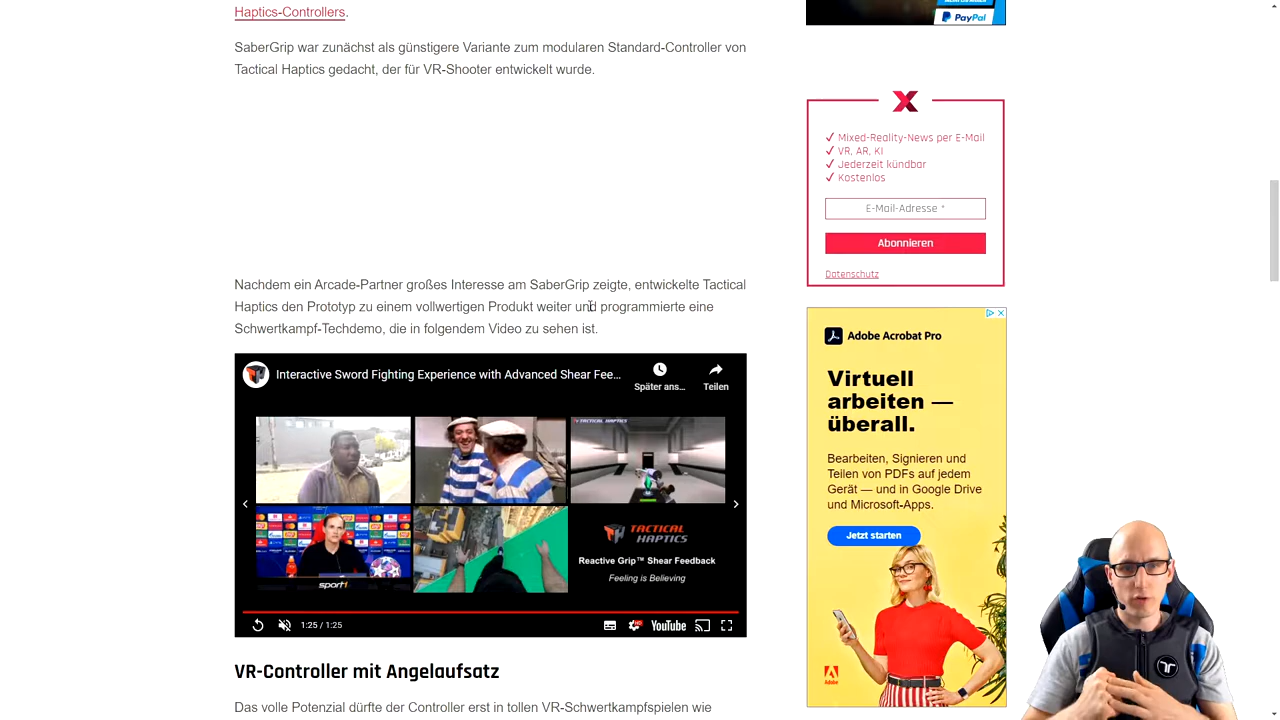 Haptics-Controllers.
SaberGrip war zunächst als günstigere Variante zum modularen Standard-Controller von
Tactical Haptics gedacht, der für VR-Shooter entwickelt wurde.
Nachdem ein Arcade-Partner großes Interesse am SaberGrip zeigte, entwickelte Tactical
Haptics den Prototyp zu einem vollwertigen Produkt weiter und programmierte eine
Schwertkampf-Techdemo, die in folgendem Video zu sehen ist.
Interactive Sword Fighting Experience with Advanced Shear Fee...
Später ans...
Teilen
TACTICAL HAPTICS
sport1
TACTICAL
HAPTICS
Reactive Grip™ Shear Feedback
Feeling is Believing
1:25 / 1:25
HD
YouTube
VR-Controller mit Angelaufsatz
Das volle Potenzial dürfte der Controller erst in tollen VR-Schwertkampfspielen wie
PayPal
X
✓ Mixed-Reality-News per E-Mail
✓ VR, AR, KI
✓ Jederzeit kündbar
✓ Kostenlos
E-Mail-Adresse *
Abonnieren
Datenschutz
Adobe Acrobat Pro
Virtuell
arbeiten —
überall.
Bearbeiten, Signieren und
Teilen von PDFs auf jedem
Gerät — und in Google Drive
und Microsoft-Apps.
Jetzt starten
Adobe